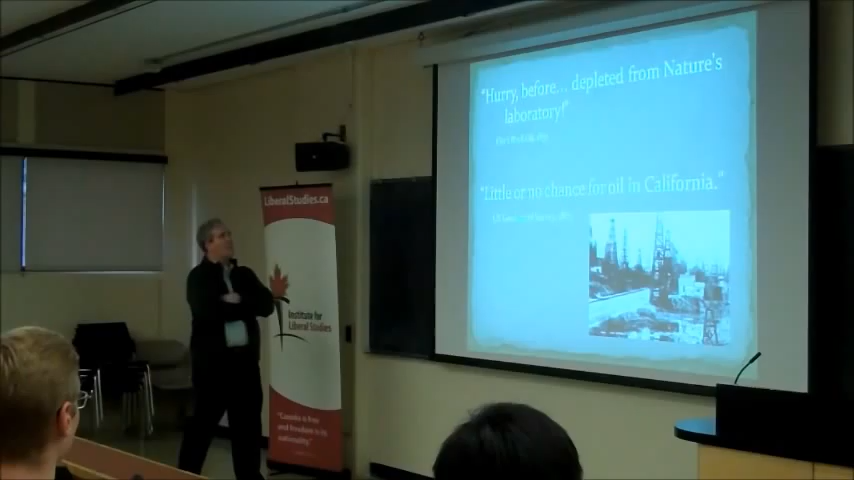 "Hurry, before... depleted from Nature's
laboratory!"
"Little or no chance for oil in California."
LiberalStudies.ca
Institute for
Liberal Studies
"Canada is free
and freedom is its
nationality."